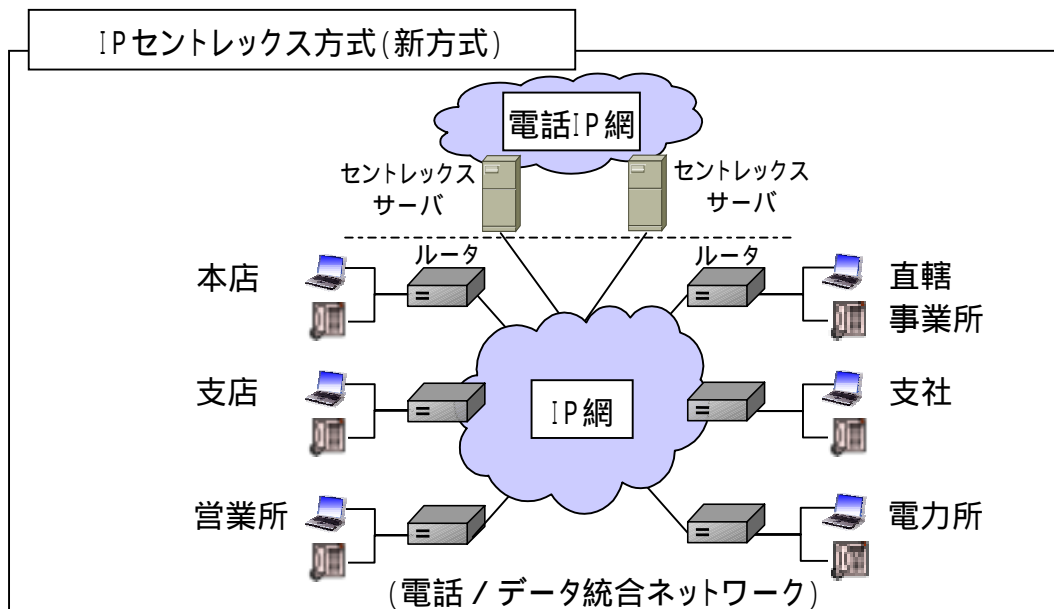 IPセントレックス方式(新方式)
電話IP網
セントレックス
サーバ
セントレックス
サーバ
ルータ
ルータ
本店
直轄
事業所
支店
IP網
支社
営業所
電力所
(電話/データ統合ネットワーク)